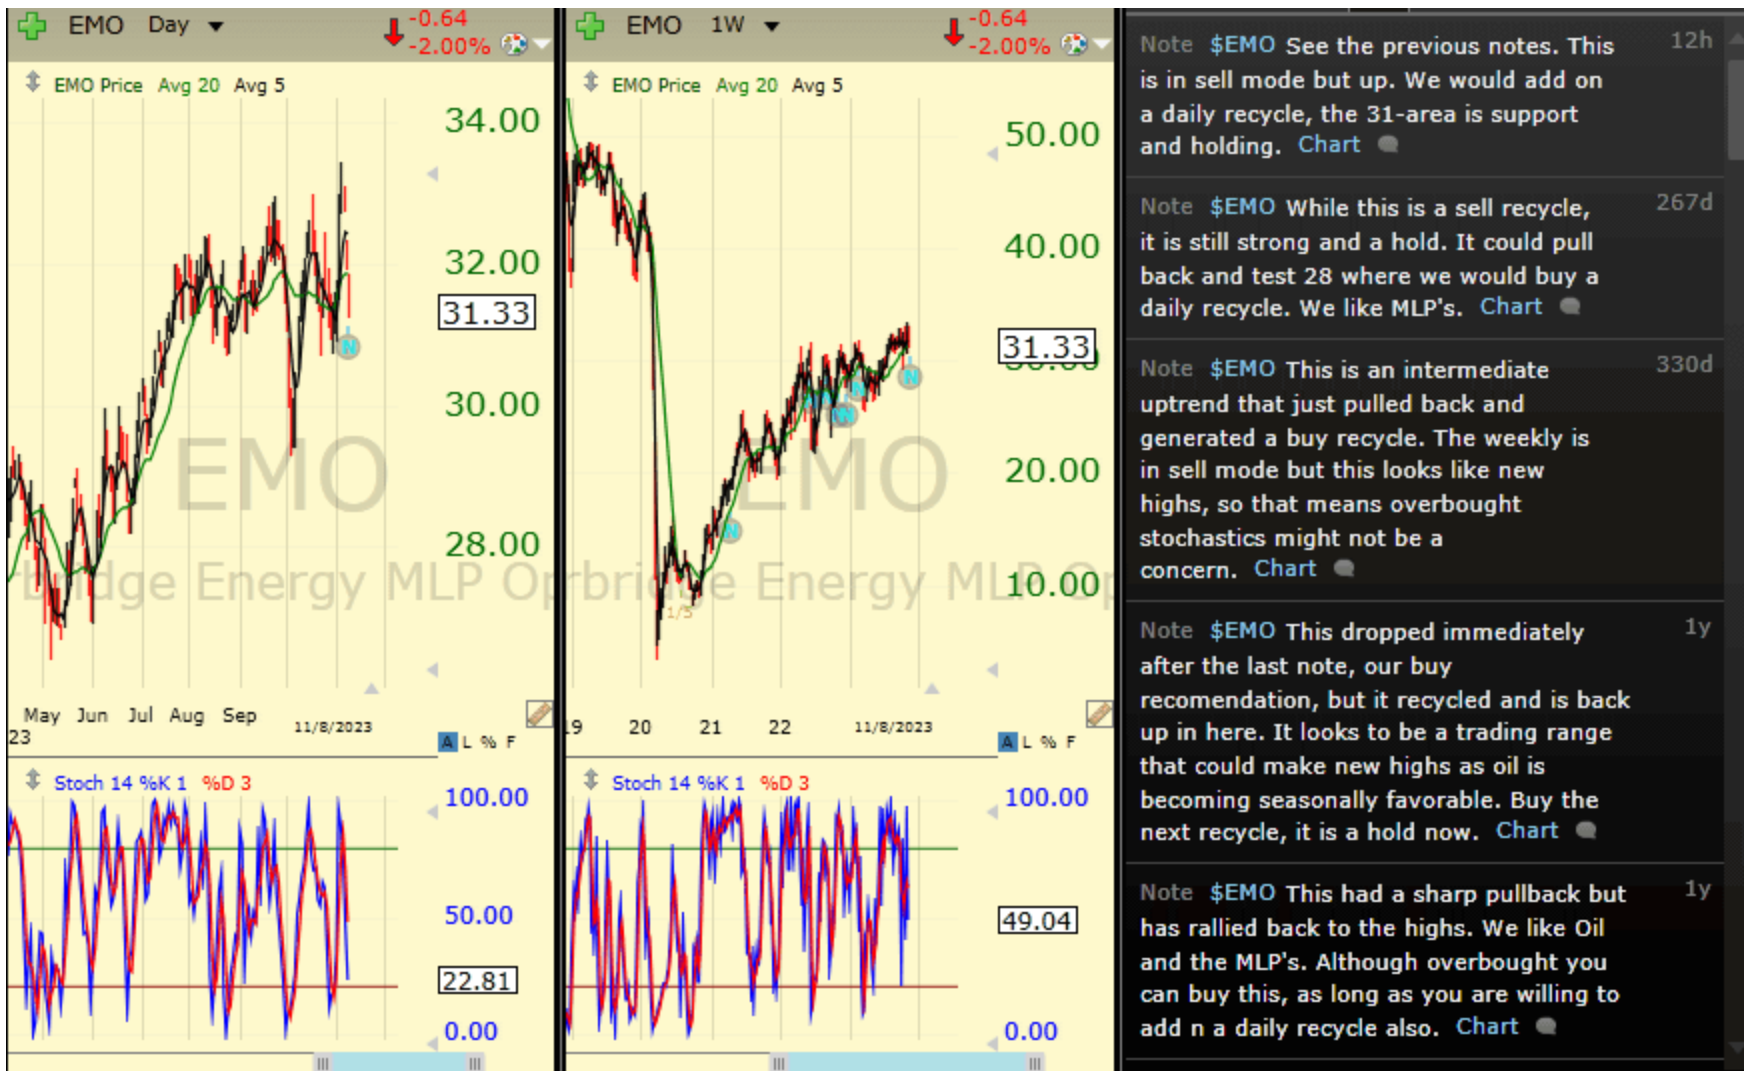 EMO Day
-0.64
-2.00%
EMO Price Avg 20 Avg 5
34.00
32.00
31.33
N
30.00
EMO
28.00
rbridge Energy MLP Op
May Jun Jul Aug Sep
23
11/8/2023
A L % F
Stoch 14 %K 1 %D 3
100.00
50.00
22.81
0.00
EMO 1W
-0.64
-2.00%
EMO Price Avg 20 Avg 5
50.00
40.00
31.33
N
N
NN
20.00
EMO
N
10.00
rbridge Energy MLP Op
1/5
19 20 21 22 11/8/2023
A L % F
Stoch 14 %K 1 %D 3
100.00
49.04
0.00
Note $EMO See the previous notes. This 12h
is in sell mode but up. We would add on
a daily recycle, the 31-area is support
and holding. Chart
Note $EMO While this is a sell recycle, 267d
it is still strong and a hold. It could pull
back and test 28 where we would buy a
daily recycle. We like MLP's. Chart
Note $EMO This is an intermediate 330d
uptrend that just pulled back and
generated a buy recycle. The weekly is
in sell mode but this looks like new
highs, so that means overbought
stochastics might not be a
concern. Chart
Note $EMO This dropped immediately 1y
after the last note, our buy
recomendation, but it recycled and is back
up in here. It looks to be a trading range
that could make new highs as oil is
becoming seasonally favorable. Buy the
next recycle, it is a hold now. Chart
Note $EMO This had a sharp pullback but 1y
has rallied back to the highs. We like Oil
and the MLP's. Although overbought you
can buy this, as long as you are willing to
add n a daily recycle also. Chart